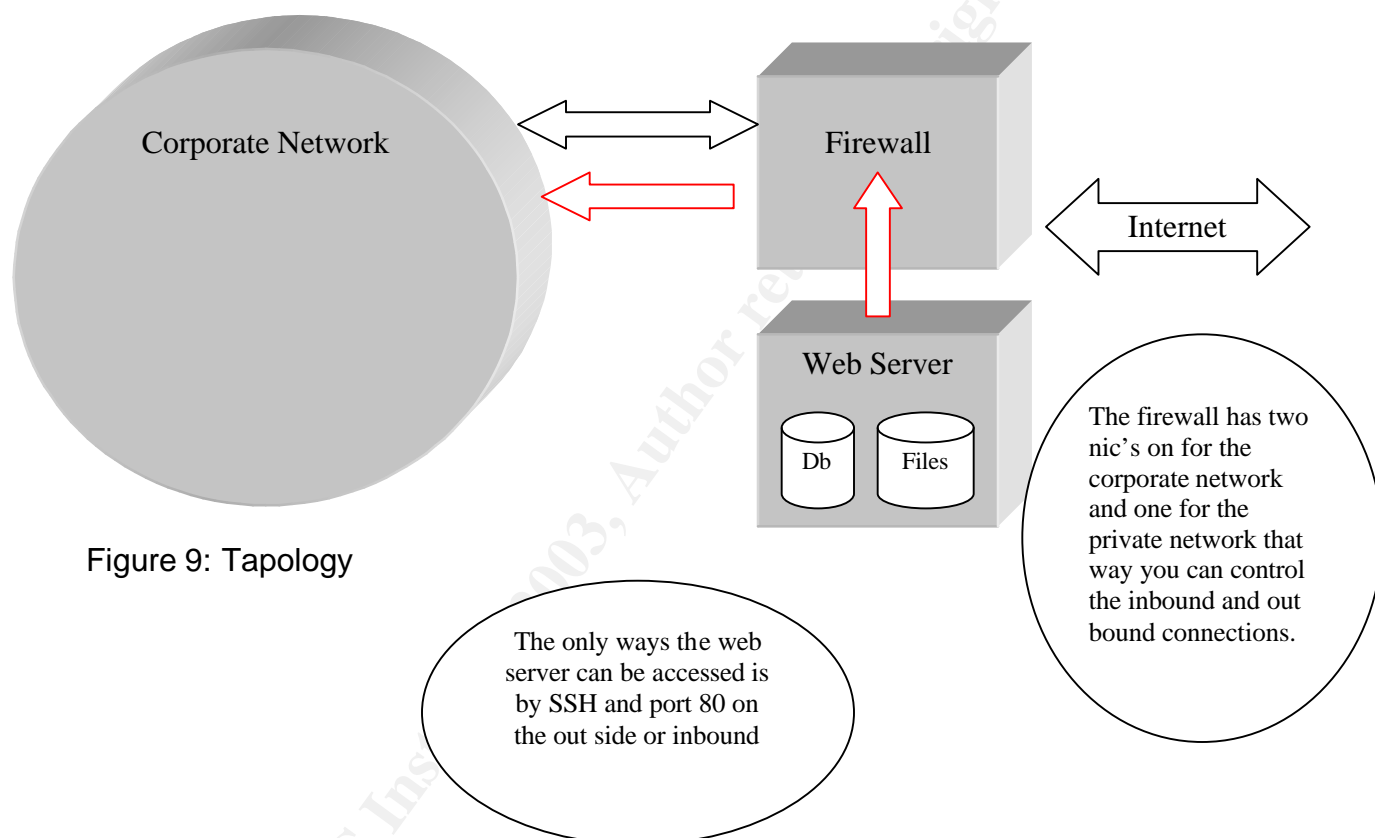 Corporate Network
Firewall
Internet
Web Server
Db
Files
The firewall has two
nic's on for the
corporate network
and one for the
private network that
way you can control
the inbound and out
bound connections.
Figure 9: Tapology
The only ways the web
server can be accessed is
by SSH and port 80 on
the out side or inbound
003, Author re